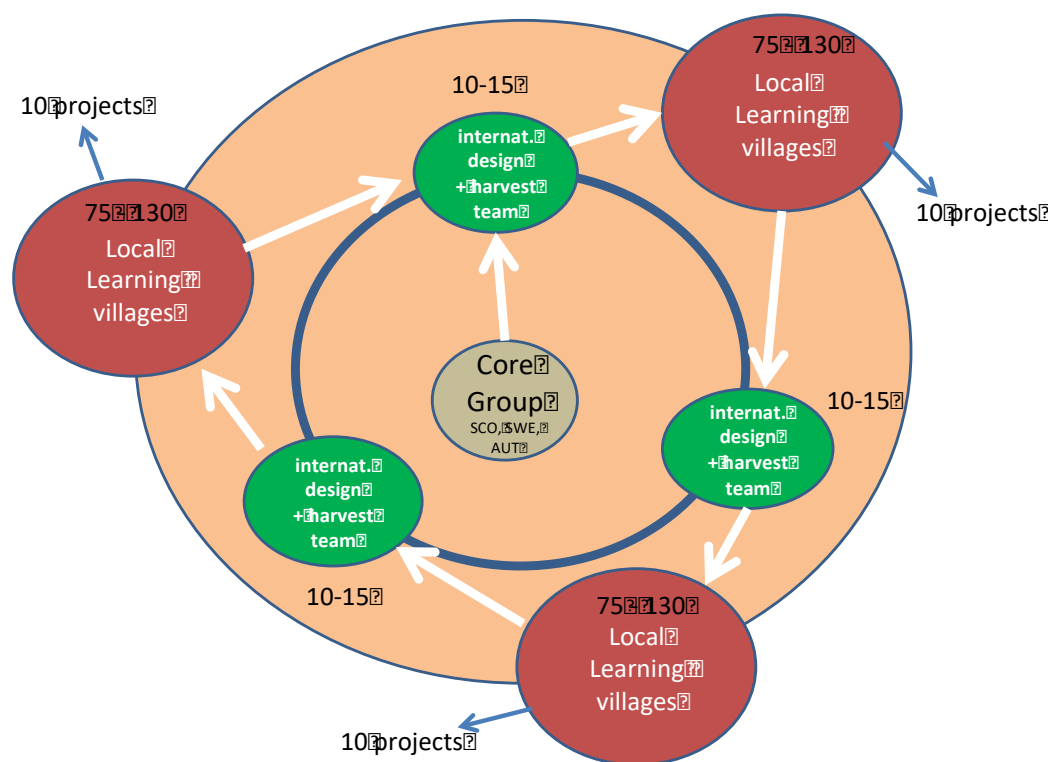 75 - 130
Local
Learning
villages
10 projects
10-15
internat.
design
+ harvest
team
10 projects
75 - 130
Local
Learning
villages
Core
Group
SCO, SWE,
AUT
internat.
design
+ harvest
team
10-15
internat.
design
+ harvest
team
10-15
75 - 130
Local
Learning
villages
10 projects